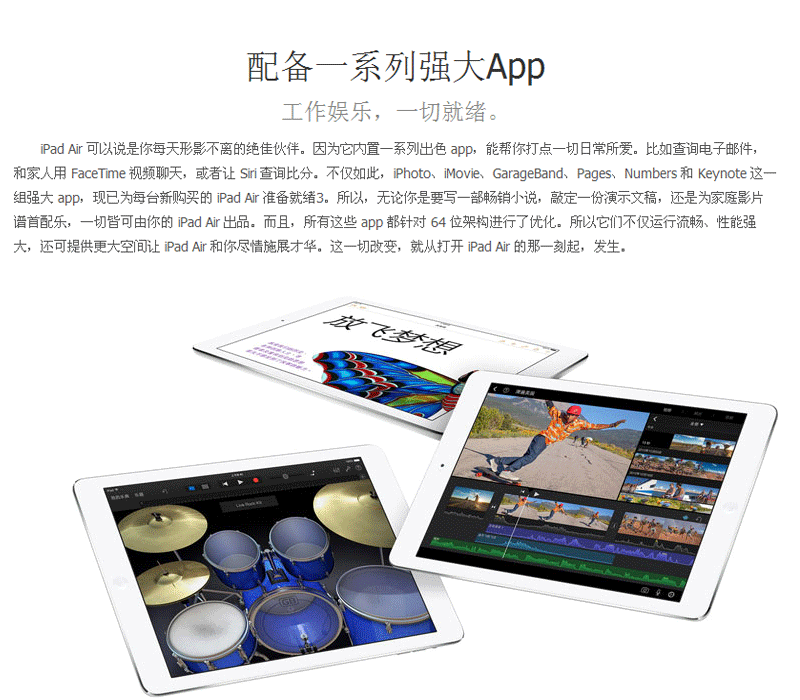 配备一系列强大App
工作娱乐，一切就绪。
iPad Air 可以说是你每天形影不离的绝佳伙伴。因为它内置一系列出色 app，能帮你打点一切日常所爱。比如查询电子邮件，
和家人用 FaceTime 视频聊天，或者让 Siri 查询比分。不仅如此，iPhoto、iMovie、GarageBand、Pages、Numbers 和 Keynote 这一
组强大 app，现已为每台新购买的 iPad Air 准备就绪3。所以，无论你是要写一部畅销小说，敲定一份演示文稿，还是为家庭影片
谱首配乐，一切皆可由你的 iPad Air 出品。而且，所有这些 app 都针对 64 位架构进行了优化。所以它们不仅运行流畅、性能强
大，还可提供更大空间让 iPad Air 和你尽情施展才华。这一切改变，就从打开 iPad Air 的那一刻起，发生。
放飞梦想
Live Rock Kit